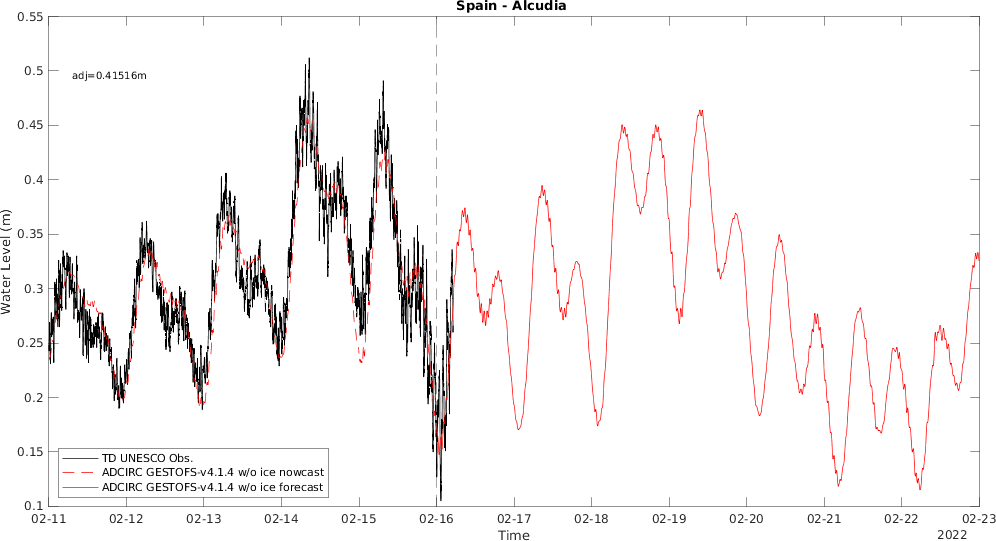 Spain - Alcudia
0.55
0.5
0.45
0.4
0.35
0.3
0.25
0.2
0.15
0.1
Water Level (m)
adj=0.41516m
TD UNESCO Obs.
ADCIRC GESTOFS-v4.1.4 w/o ice nowcast
ADCIRC GESTOFS-v4.1.4 w/o ice forecast
02-11 02-12 02-13 02-14 02-15 02-16 02-17 02-18 02-19 02-20 02-21 02-22 02-23
Time
2022